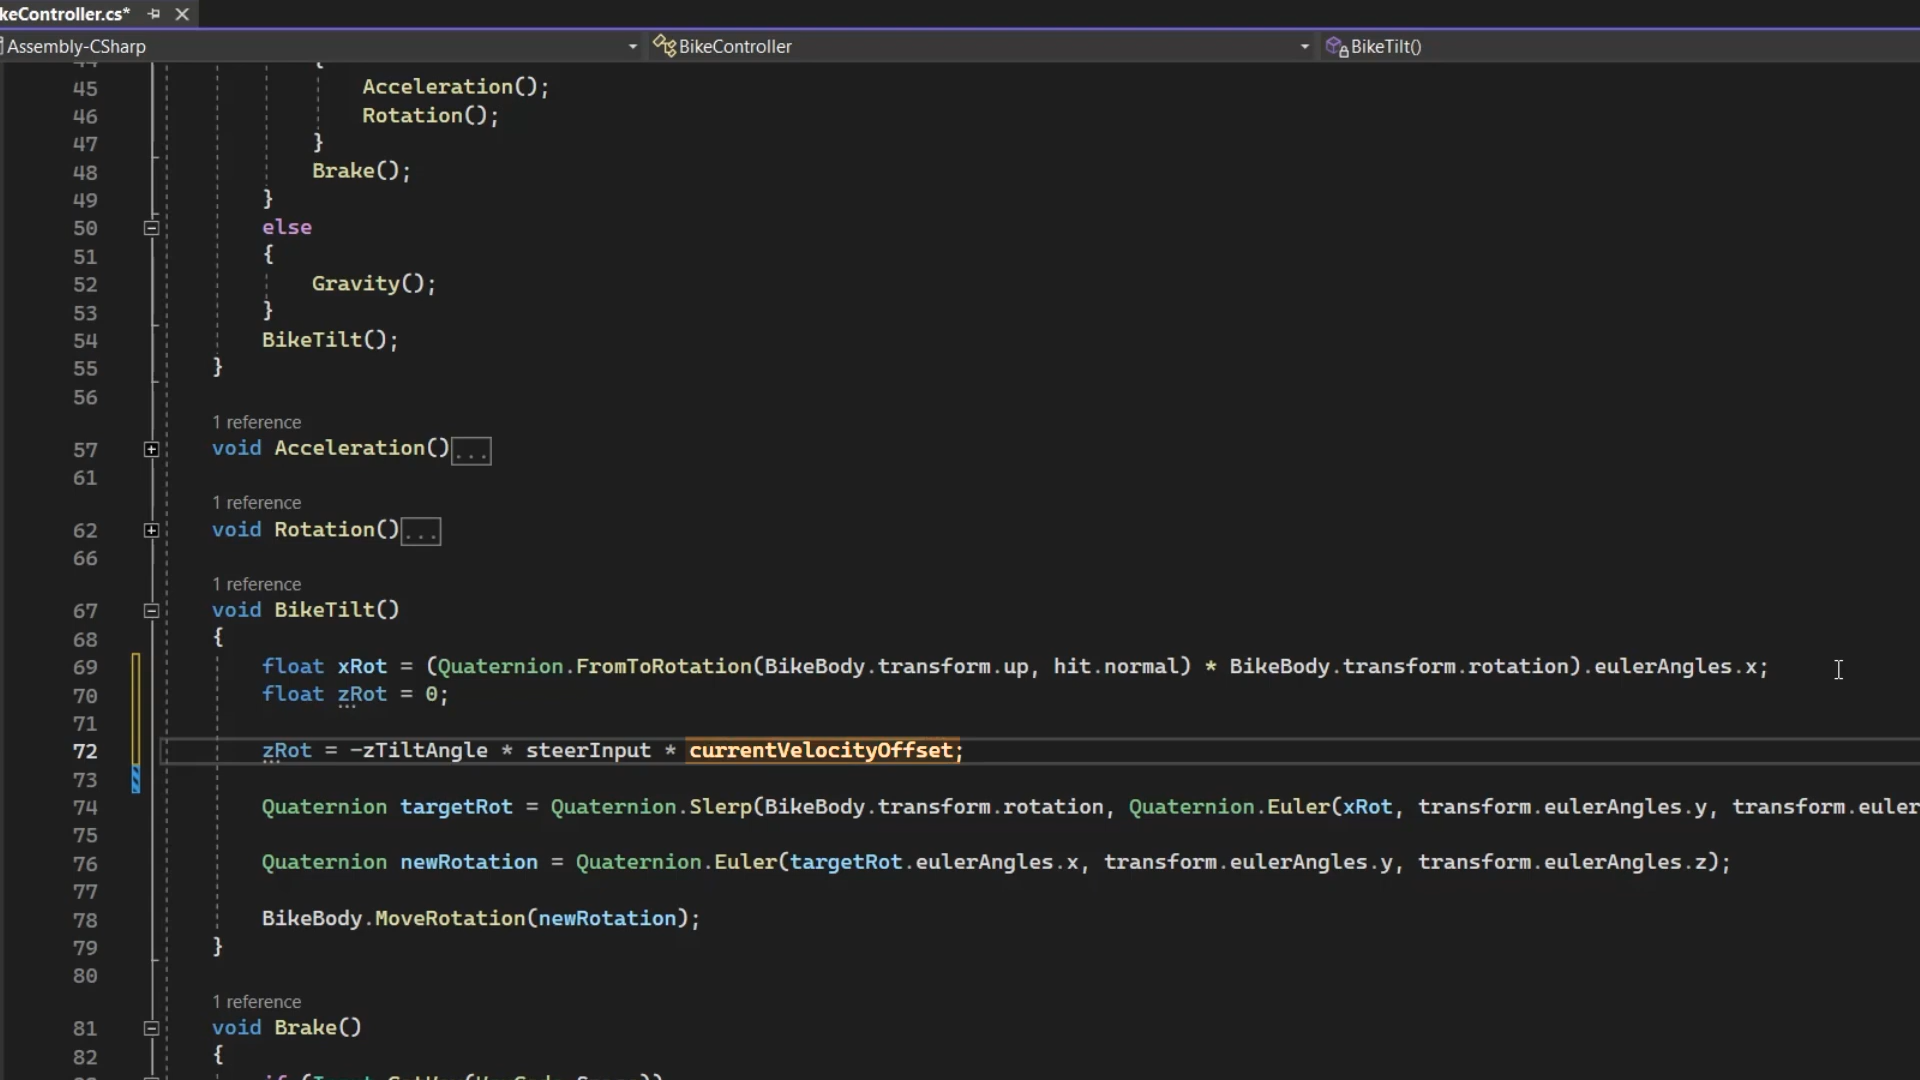 keController.cs*
Assembly-CSharp
BikeController
BikeTilt()
44 {
45 Acceleration();
46 Rotation();
47 }
48 Brake();
49 }
50 else
51 {
52 Gravity();
53 }
54 BikeTilt();
55 }
56
1 reference
57 void Acceleration()...
61
1 reference
62 void Rotation()...
66
1 reference
67 void BikeTilt()
68 {
69 float xRot = (Quaternion.FromToRotation(BikeBody.transform.up, hit.normal) * BikeBody.transform.rotation).eulerAngles.x;
70 float zRot = 0;
71
72 zRot = -zTiltAngle * steerInput * currentVelocityOffset;
73
74 Quaternion targetRot = Quaternion.Slerp(BikeBody.transform.rotation, Quaternion.Euler(xRot, transform.eulerAngles.y, transform.euler
75
76 Quaternion newRotation = Quaternion.Euler(targetRot.eulerAngles.x, transform.eulerAngles.y, transform.eulerAngles.z);
77
78 BikeBody.MoveRotation(newRotation);
79 }
80
1 reference
81 void Brake()
82 {